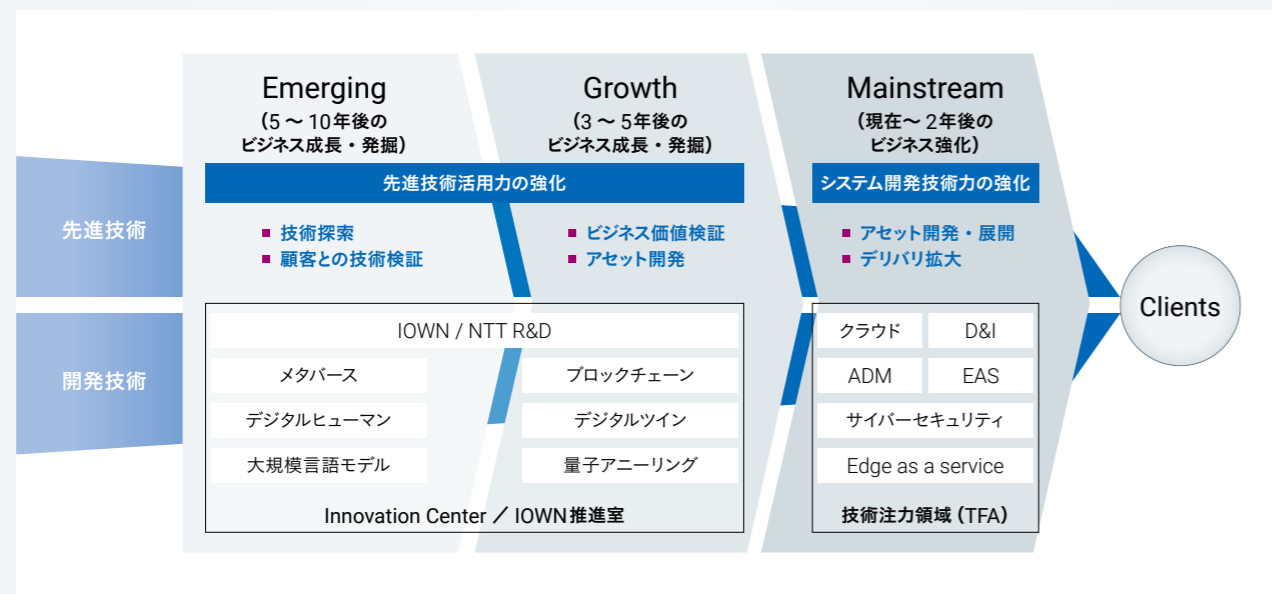 Emerging
(5 ～ 10年後の
ビジネス成長・発掘)
Growth
(3 ～ 5年後の
ビジネス成長・発掘)
Mainstream
(現在～ 2年後の
ビジネス強化)
先進技術活用力の強化
システム開発技術力の強化
先進技術
■ 技術探索
■ 顧客との技術検証
■ ビジネス価値検証
■ アセット開発
■ アセット開発・展開
■ デリバリ拡大
Clients
開発技術
IOWN / NTT R&D
メタバース
ブロックチェーン
デジタルヒューマン
デジタルツイン
大規模言語モデル
量子アニーリング
Innovation Center ／ IOWN推進室
クラウド
D&I
ADM
EAS
サイバーセキュリティ
Edge as a service
技術注力領域 (TFA)